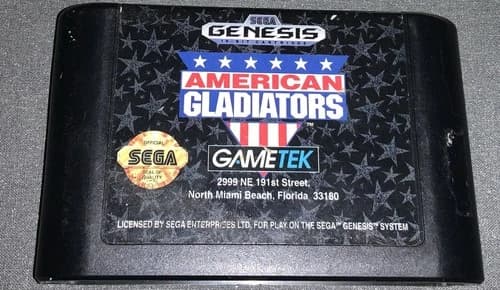 SEGA
GENESIS
16-BIT CARTRIDGE
AMERICAN
GLADIATORS
TM
GAMETEK
OFFICIAL
SEGA
SEAL OF
QUALITY
2999 NE 191st Street,
North Miami Beach, Florida, 33180
LICENSED BY SEGA ENTERPRISES LTD. FOR PLAY ON THE SEGA™ GENESIS™ SYSTEM